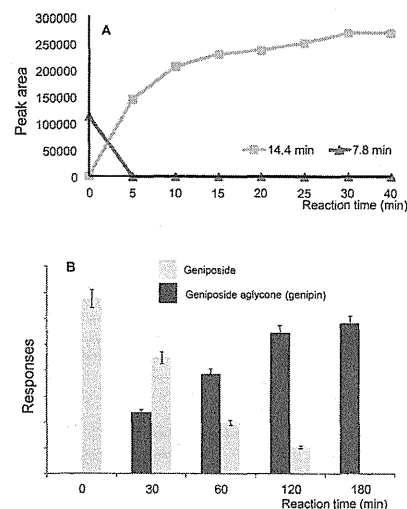 A
Peak area
300000
250000
200000
150000
100000
50000
0
14.4 min 7.8 min
0 5 10 15 20 25 30 40
Reaction time (min)
B
Geniposide
Geniposide aglycone (genipin)
Responses
0 30 60 120 180
Reaction time (min)